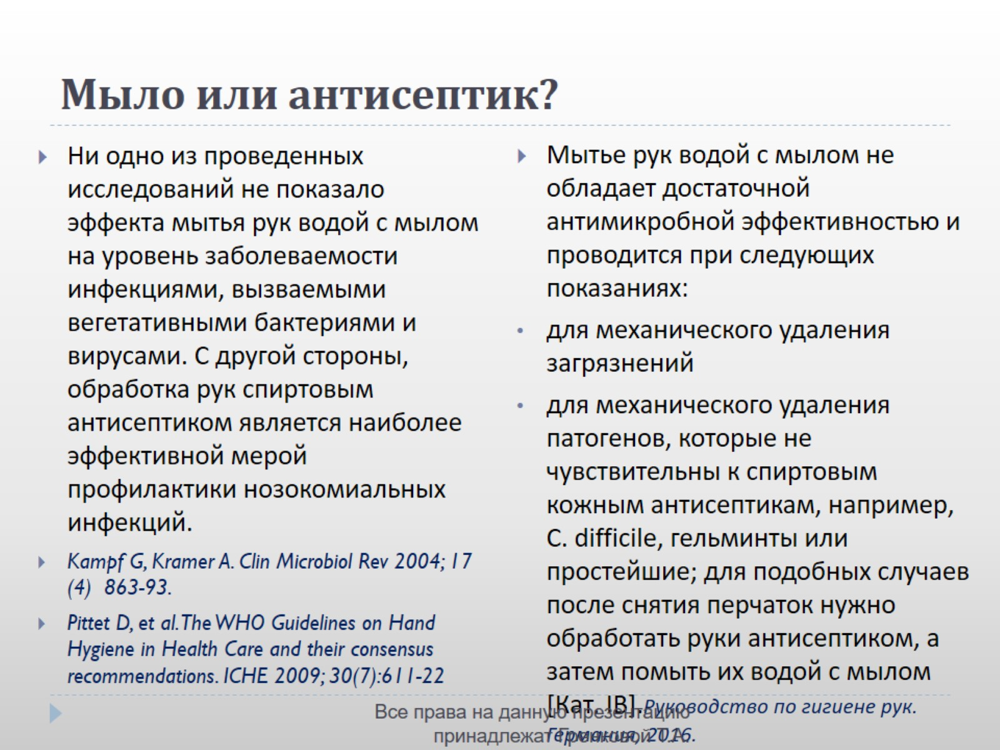 Мыло или антисептик?
Ни одно из проведенных
исследований не показало
эффекта мытья рук водой с мылом
на уровень заболеваемости
инфекциями, вызваемыми
вегетативными бактериями и
вирусами. С другой стороны,
обработка рук спиртовым
антисептиком является наиболее
эффективной мерой
профилактики нозокомиальных
инфекций.
Kampf G, Kramer A. Clin Microbiol Rev 2004; 17
(4) 863-93.
Pittet D, et al. The WHO Guidelines on Hand
Hygiene in Health Care and their consensus
recommendations. ICHE 2009; 30(7):611-22
Мытье рук водой с мылом не
обладает достаточной
антимикробной эффективностью и
проводится при следующих
показаниях:
для механического удаления
загрязнений
для механического удаления
патогенов, которые не
чувствительны к спиртовым
кожным антисептикам, например,
C. difficile, гельминты или
простейшие; для подобных случаев
после снятия перчаток нужно
обработать руки антисептиком, а
затем помыть их водой с мылом
[Кат. IB]. Руководство по гигиене рук.
Германия, 2016.
Все права на данную презентацию
принадлежат Т.А.